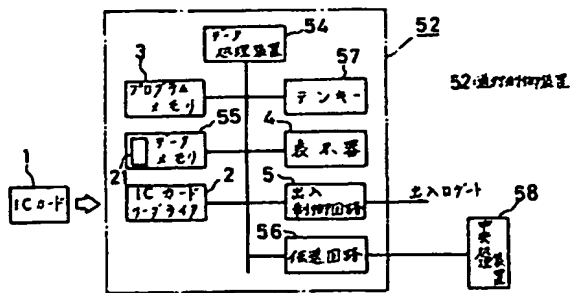 54
データ
処理装置
52
3
プログラム
メモリ
57
テンキー
52:通行制御装置
55
データ
メモリ
21
4
表示器
1
ICカード
2
ICカード
リーダライタ
5
出入
制御回路
出入口ゲート
56
伝送回路
58
中央処理装置